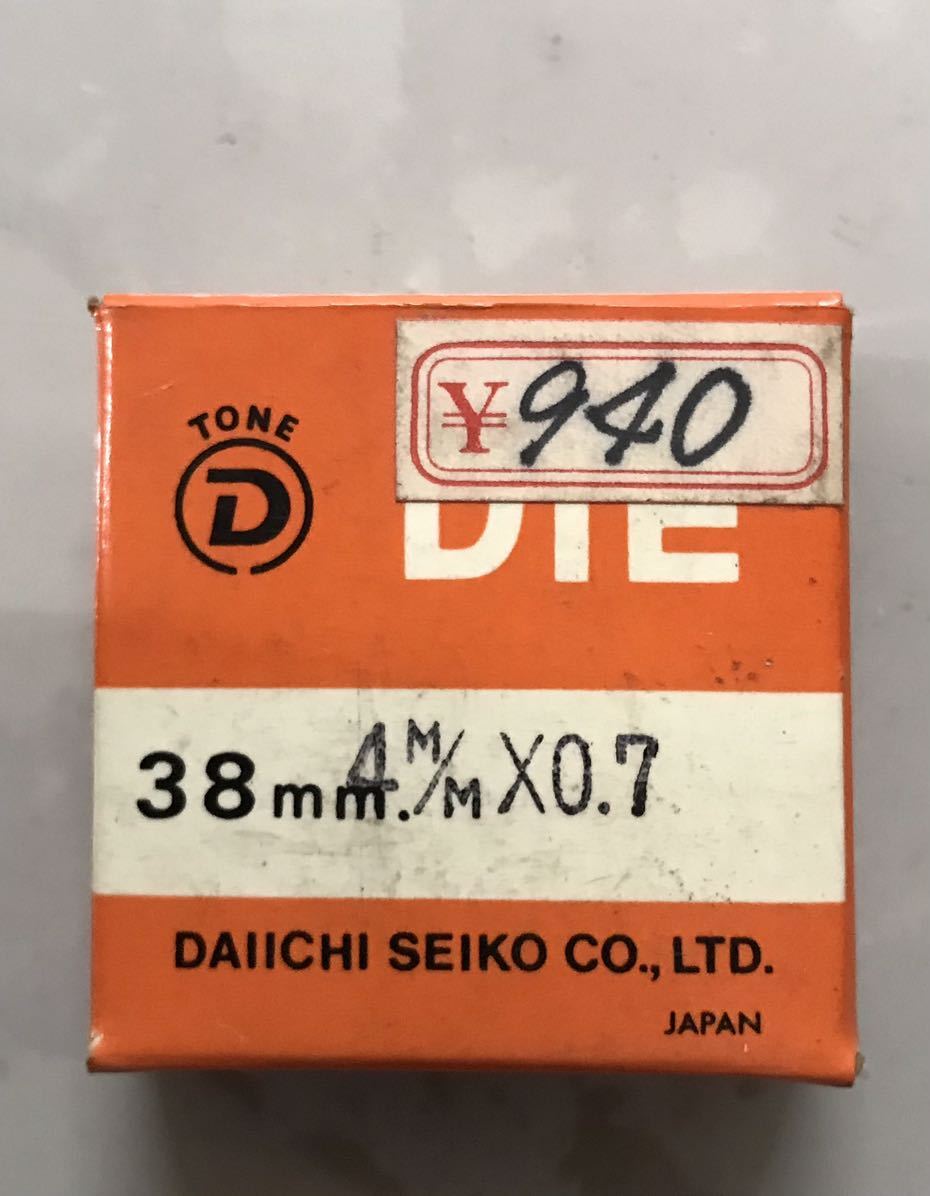 ¥940
TONE
D
DIE
38mm. 4M/M X0.7
DAIICHI SEIKO CO., LTD.
JAPAN